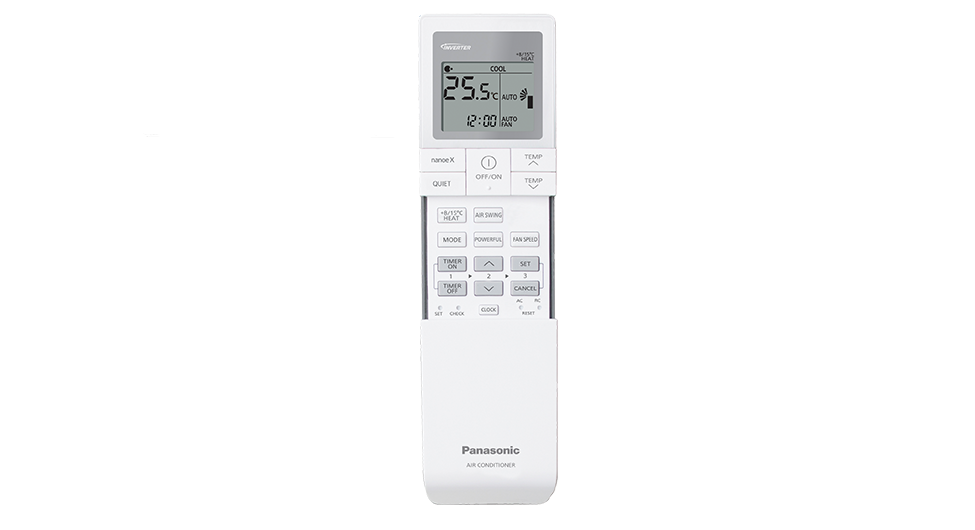 INVERTER
+8/15℃
HEAT
COOL
25.5℃ AUTO
12:00 AUTO
FAN
nanoe X
OFF/ON
TEMP
QUIET
TEMP
+8/15℃
HEAT
AIR SWING
MODE
POWERFUL
FAN SPEED
TIMER
ON
SET
1 2 3
TIMER
OFF
CANCEL
AC RC
SET CHECK
CLOCK
RESET
Panasonic
AIR CONDITIONER